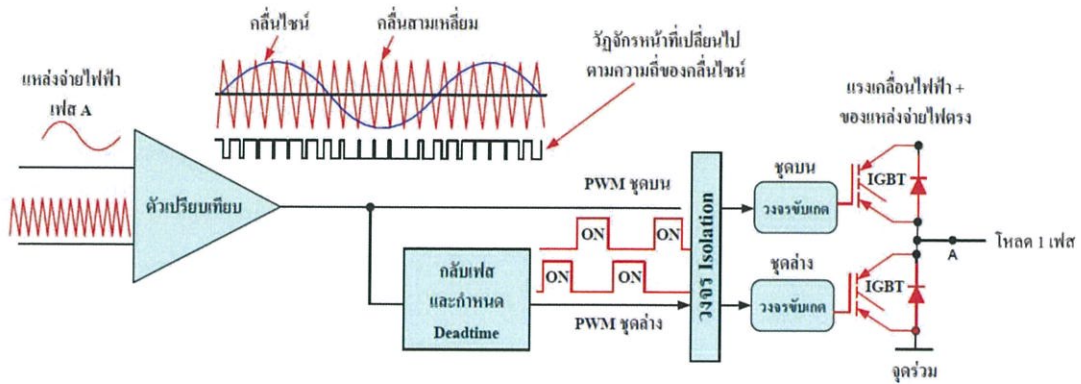 กลื่นไซน์
กลื่นสามเหลี่ยม
วัฏจักรหน้าที่เปลี่ยนไป
ตามความถี่ของกลื่นไซน์
แหล่งจ่ายไฟฟ้า
เฟส A
แรงเกลื่อนไฟฟ้า +
ของแหล่งจ่ายไฟตรง
ตัวเปรียบเทียบ
PWM ชุดบน
ON
ON
ON
ON
กลับเฟส
และกำหนด
Deadtime
PWM ชุดล่าง
วงจร Isolation
ชุดบน
วงจรขับเกต
IGBT
ชุดล่าง
วงจรขับเกต
IGBT
A
โหลด 1 เฟส
จุดร่วม